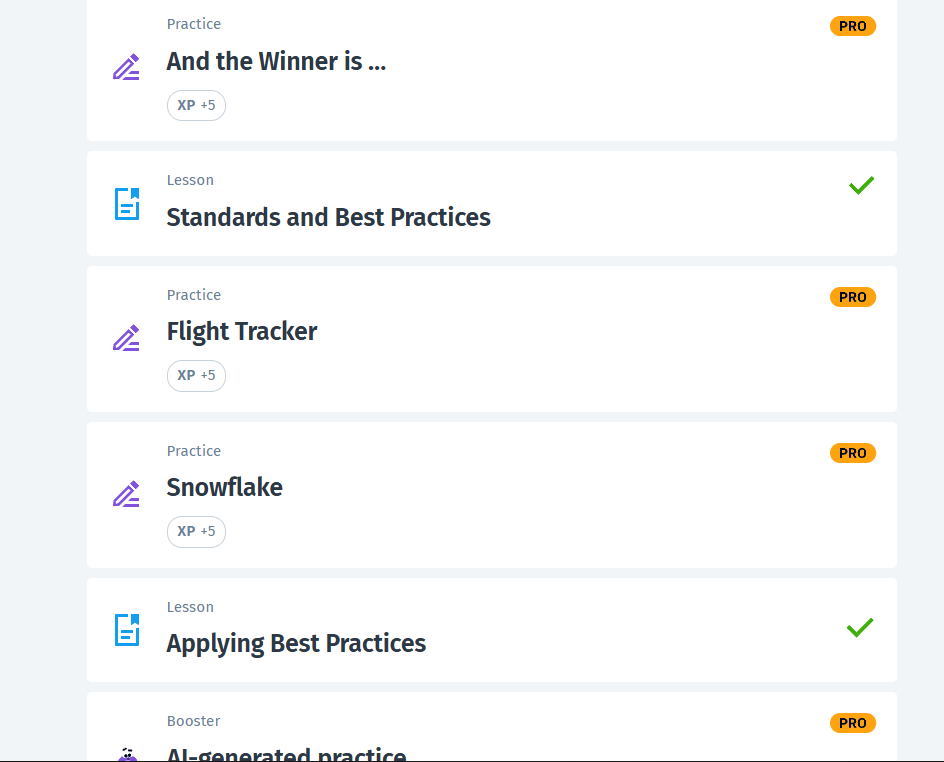 Practice
PRO
And the Winner is ...
XP +5
Lesson
Standards and Best Practices
Practice
PRO
Flight Tracker
XP +5
Practice
PRO
Snowflake
XP +5
Lesson
Applying Best Practices
Booster
PRO
AI-generated practice